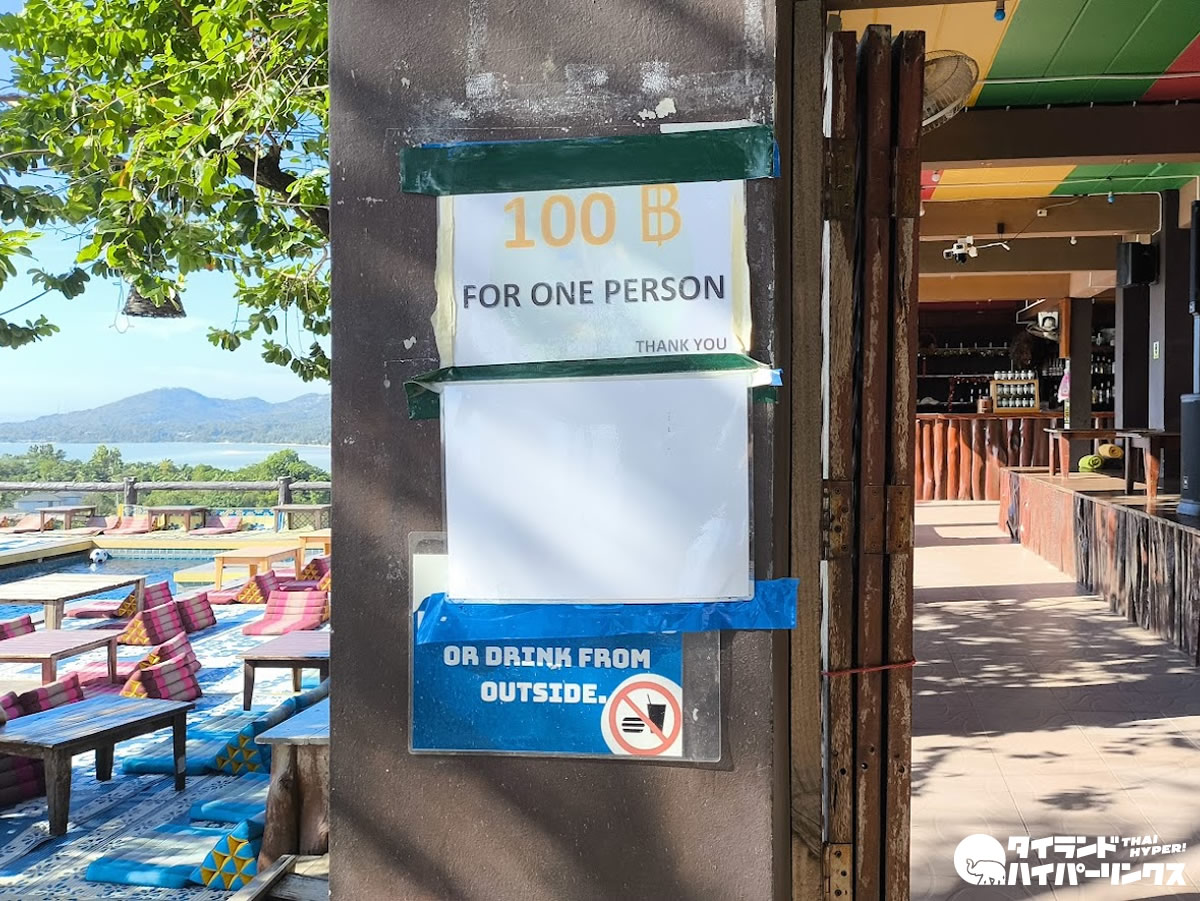 100 ฿
FOR ONE PERSON
THANK YOU
OR DRINK FROM
OUTSIDE.
タイランド
THAI
HYPER!
ハイパーリンクス